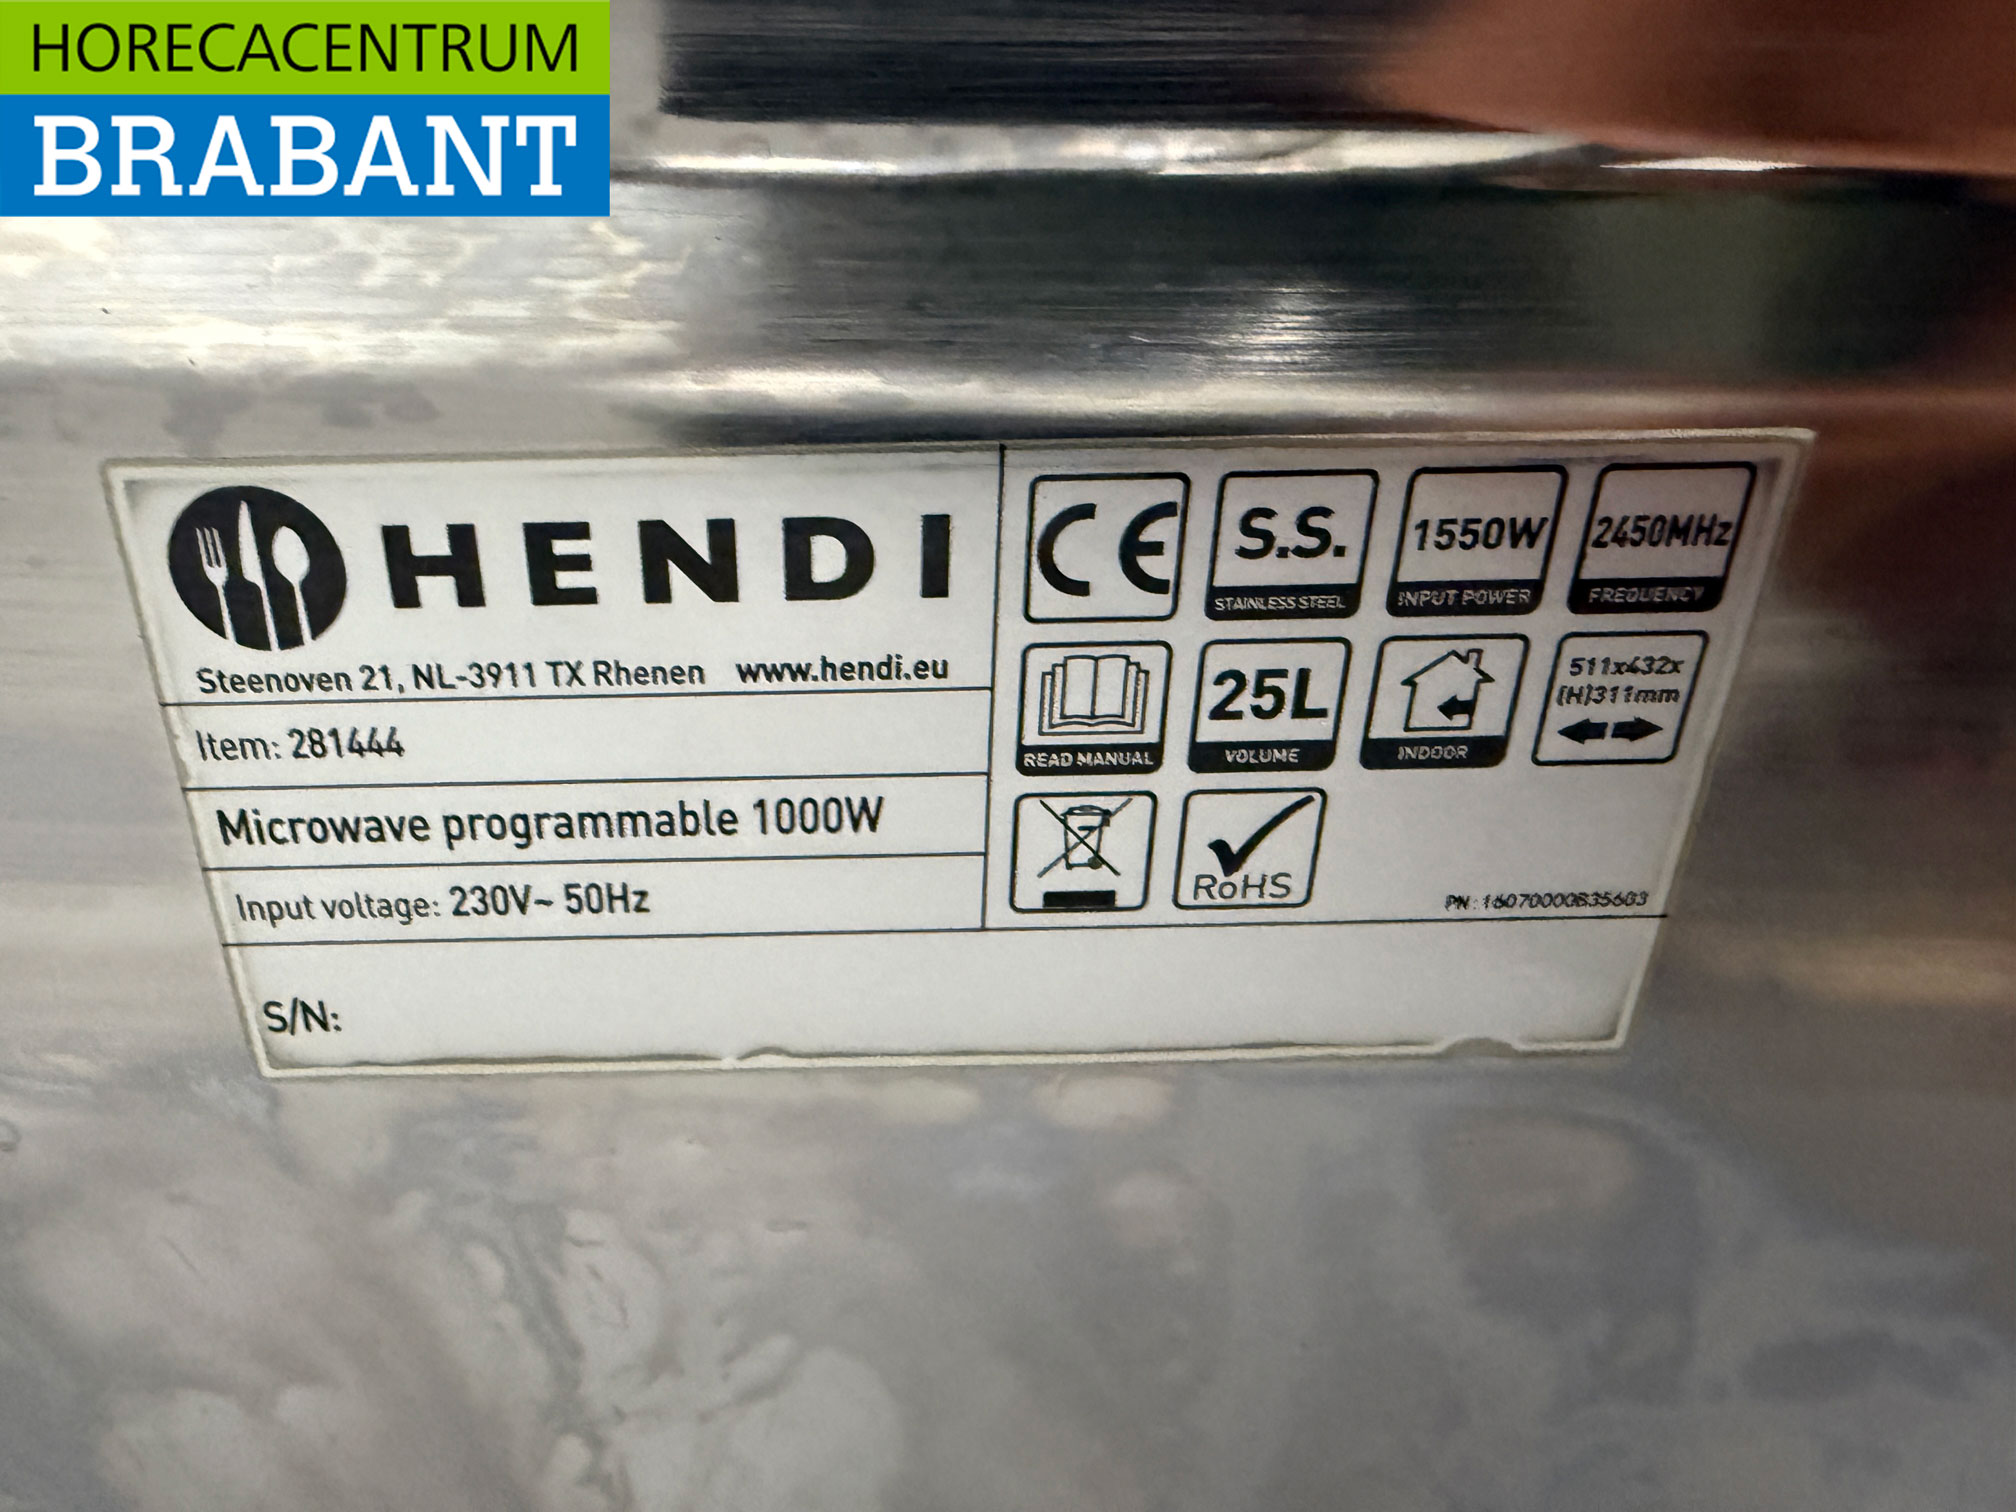 HORECACENTRUM
BRABANT
HENDI
Steenoven 21, NL-3911 TX Rhenen www.hendi.eu
Item: 281444
Microwave programmable 1000W
Input voltage: 230V~ 50Hz
S/N:
CE
S.S.
STAINLESS STEEL
1550W
INPUT POWER
2450MHz
FREQUENCY
READ MANUAL
25L
VOLUME
INDOOR
511x432x
(H)311mm
RoHS
PN: